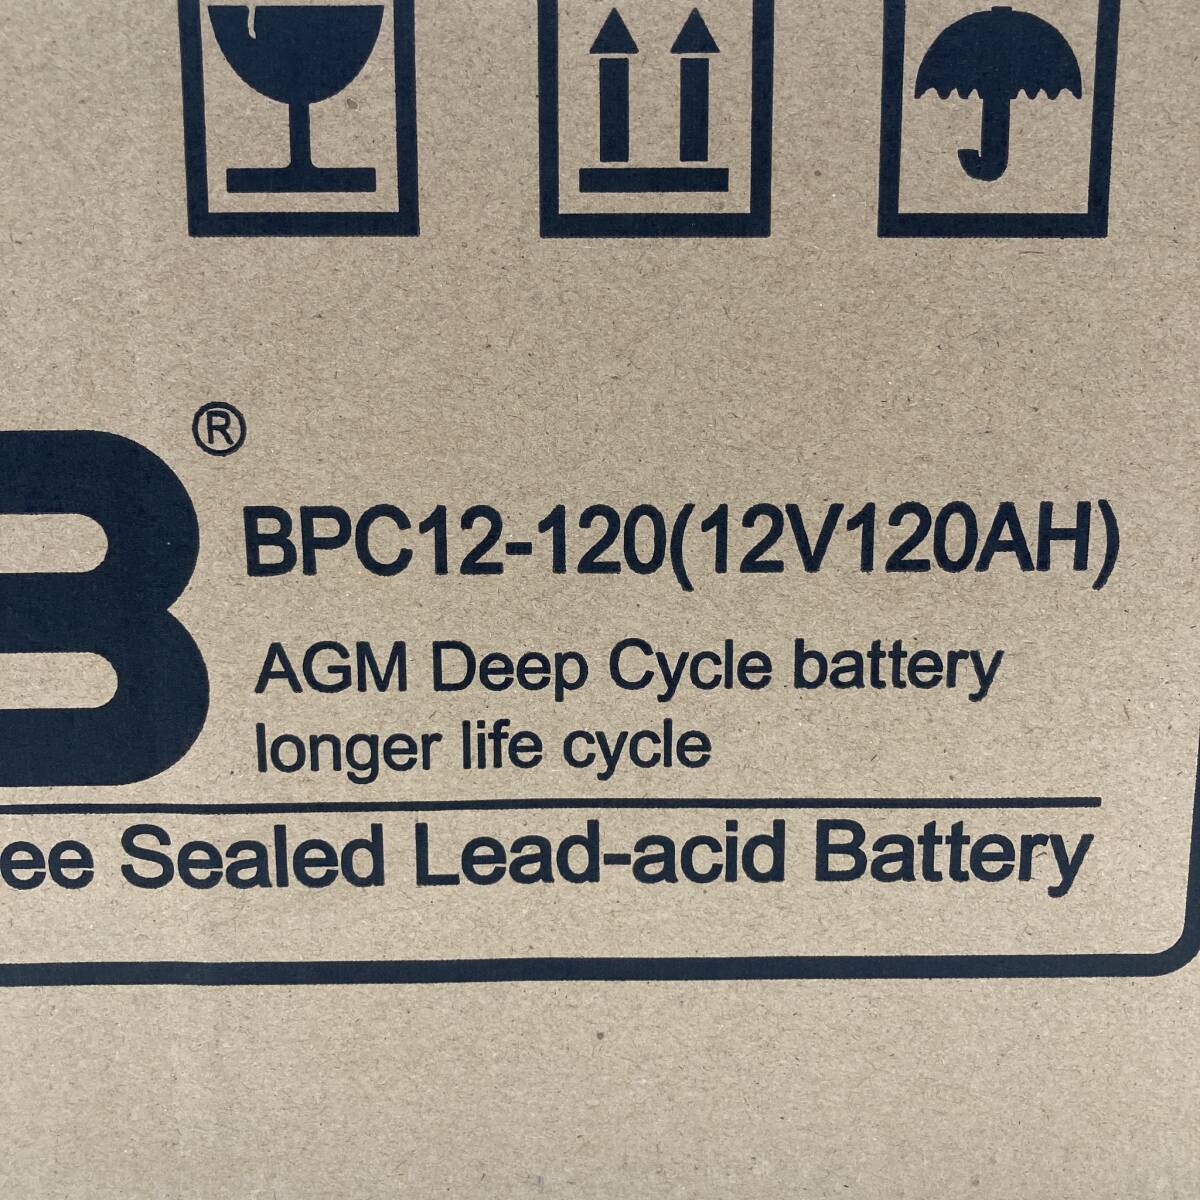 B®
BPC12-120(12V120AH)
AGM Deep Cycle battery
longer life cycle
ee Sealed Lead-acid Battery